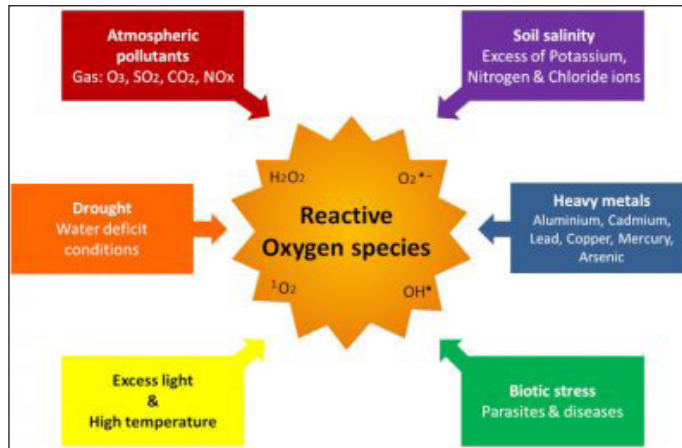 Atmospheric
pollutants
Gas: O3, SO2, CO2, NOx
Soil salinity
Excess of Potassium,
Nitrogen & Chloride ions
H2O2
O2•-
Drought
Water deficit
conditions
Reactive
Oxygen species
Heavy metals
Aluminium, Cadmium,
Lead, Copper, Mercury,
Arsenic
1O2
OH•
Excess light
&
High temperature
Biotic stress
Parasites & diseases